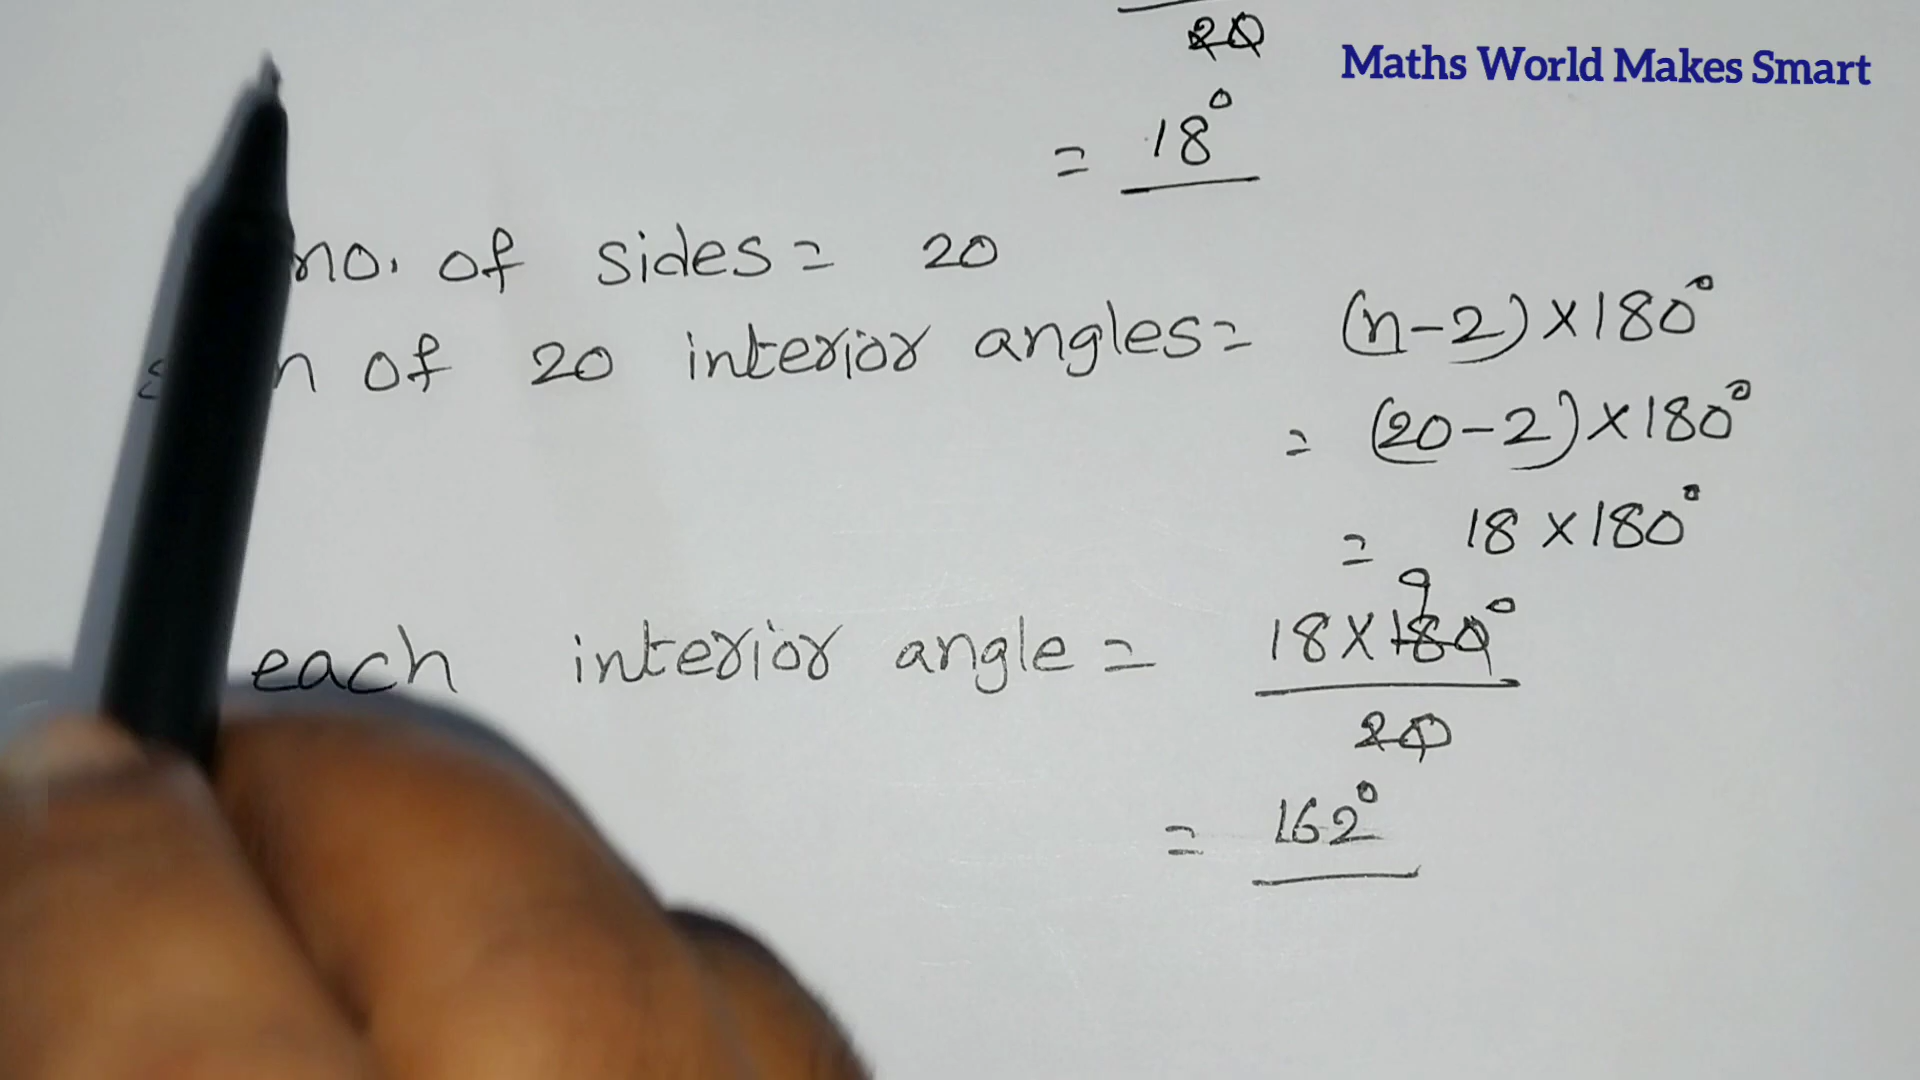 20
Maths World Makes Smart
= 18°
no. of sides = 20
of 20 interior angles = (n-2)×180°
= (20-2)×180°
= 18×180°
9
each interior angle = 18×180°
20
= 162°